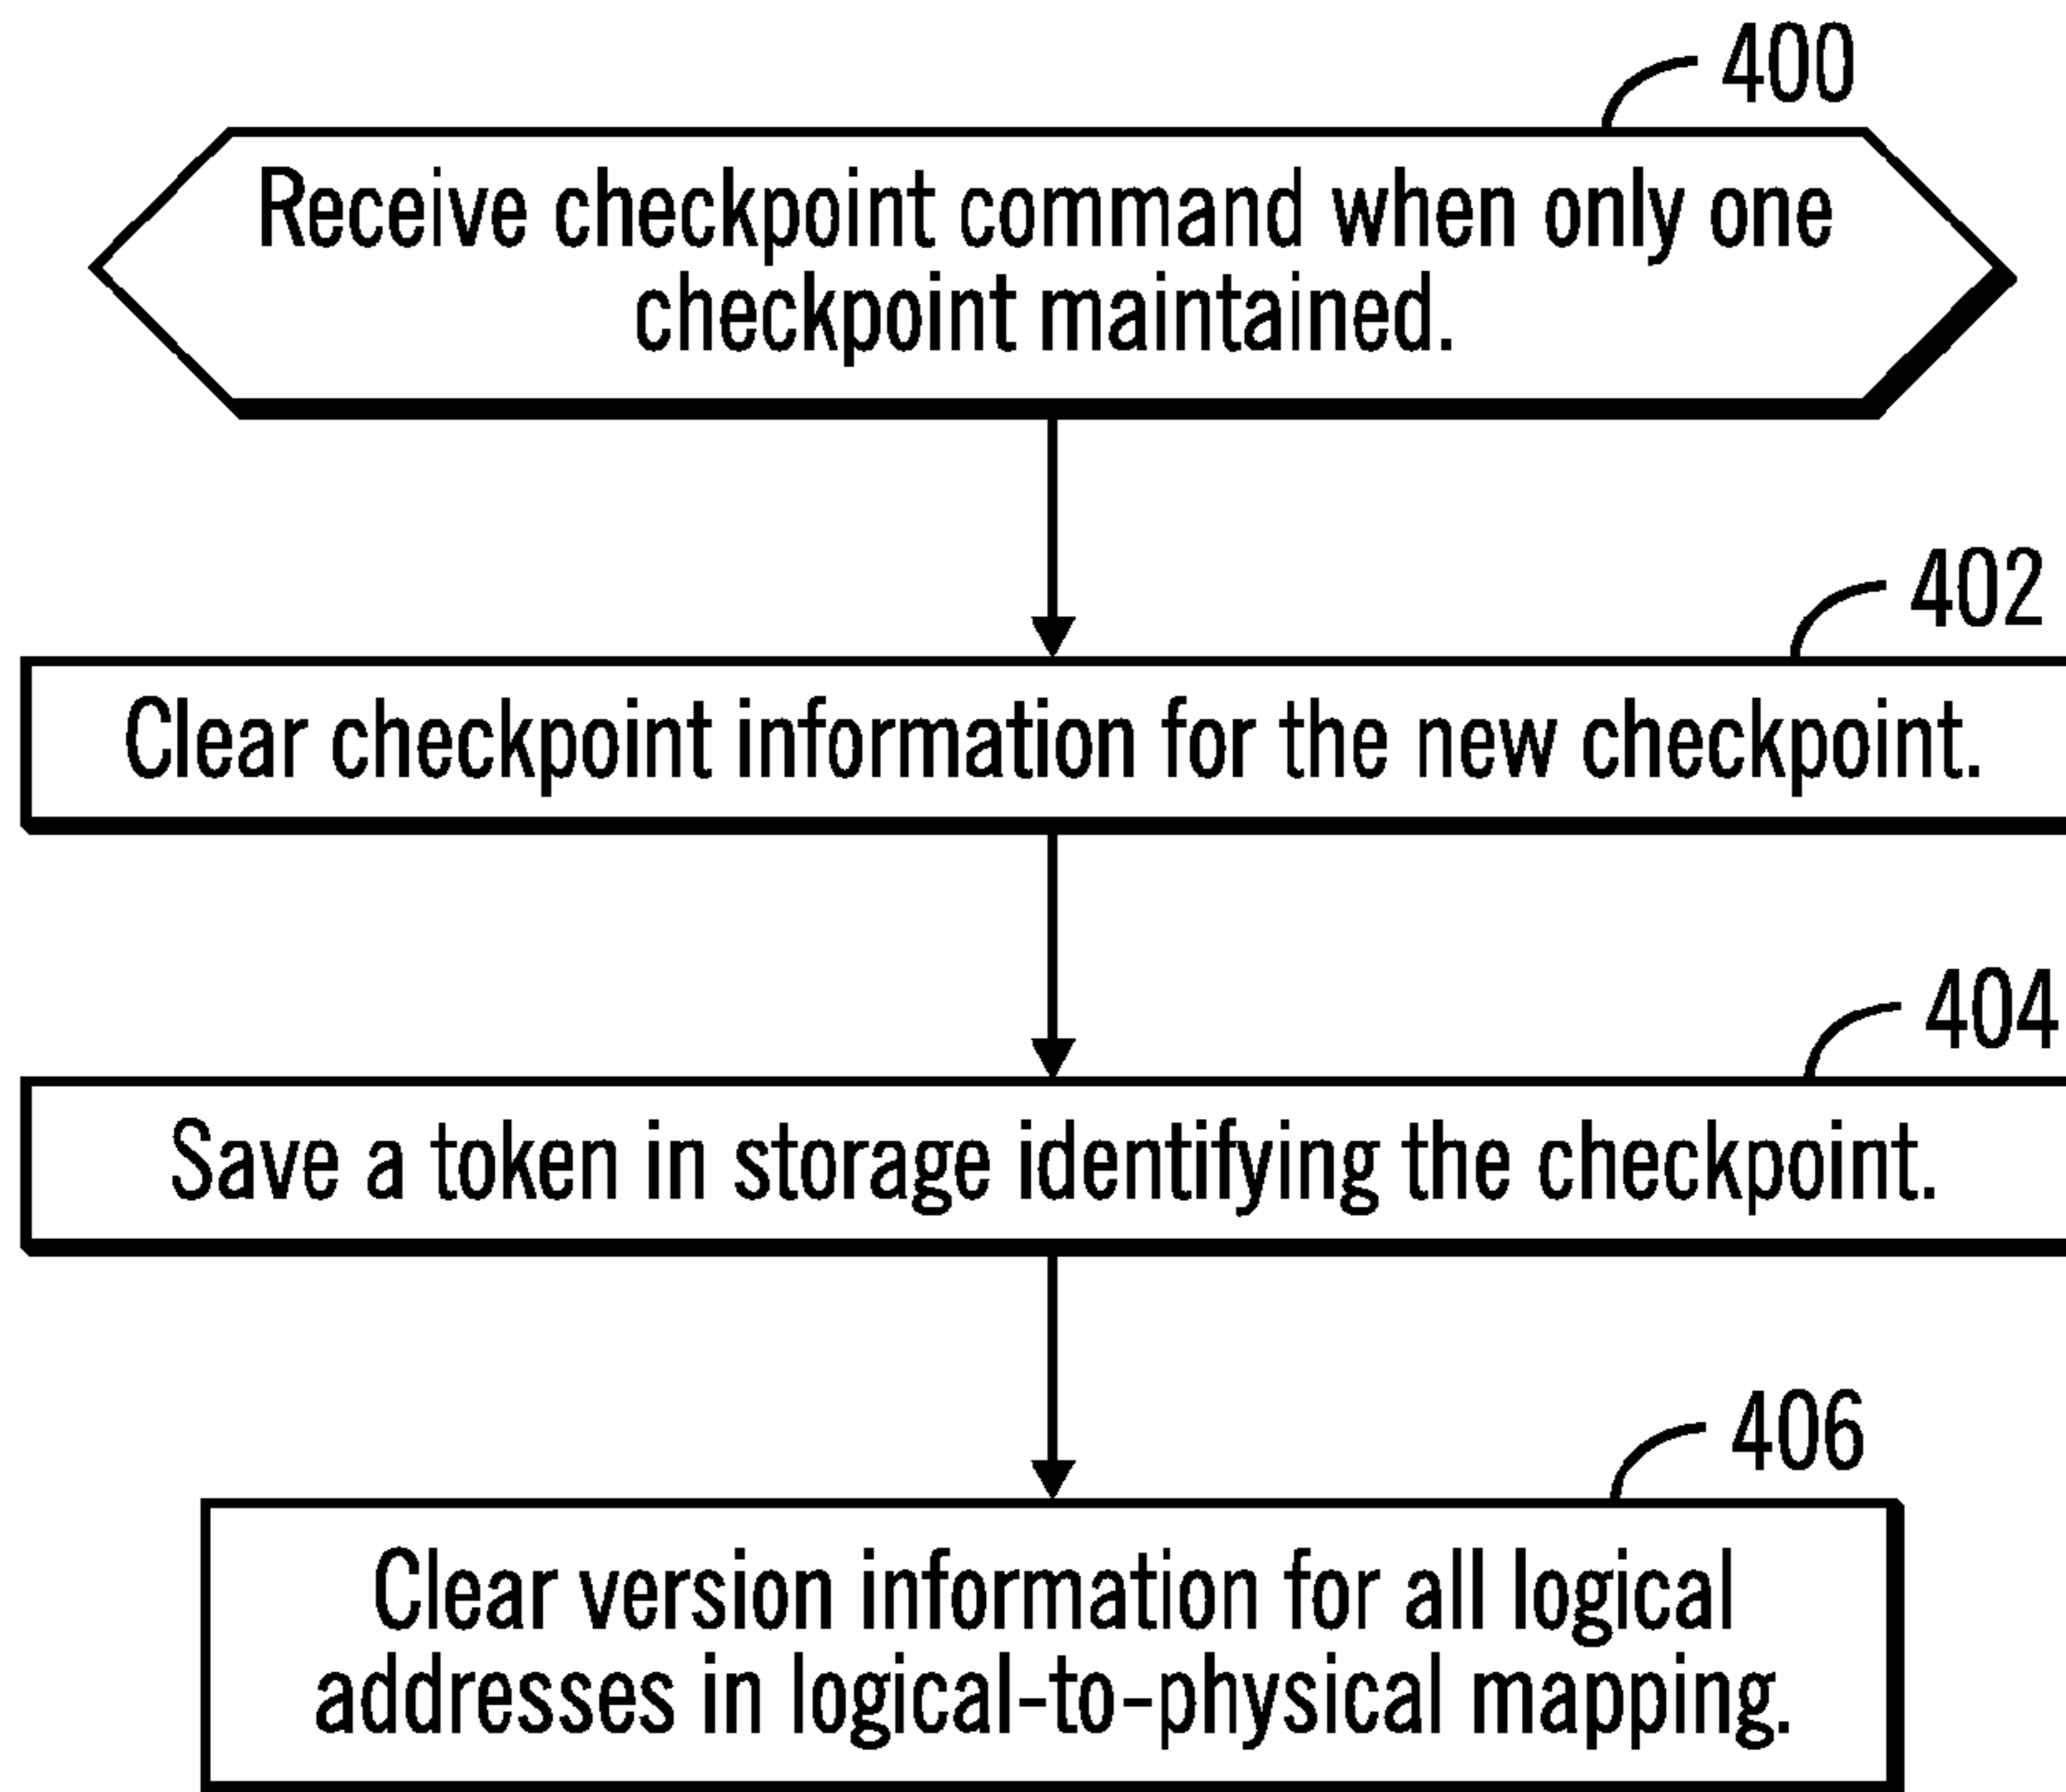 400
Receive checkpoint command when only one
checkpoint maintained.
402
Clear checkpoint information for the new checkpoint.
404
Save a token in storage identifying the checkpoint.
406
Clear version information for all logical
addresses in logical-to-physical mapping.